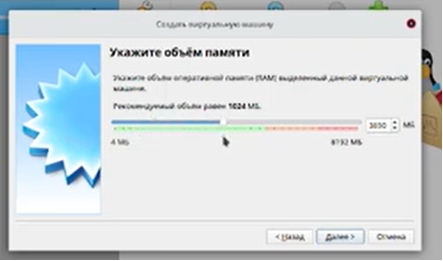 Создать виртуальную машину
Укажите объём памяти
Укажите объём оперативной памяти (RAM) выделенный данной виртуальной
машине.
Рекомендуемый объём равен 1024 МБ.
МБ
4 МБ 8192 МБ
< Назад Далее > Отмена